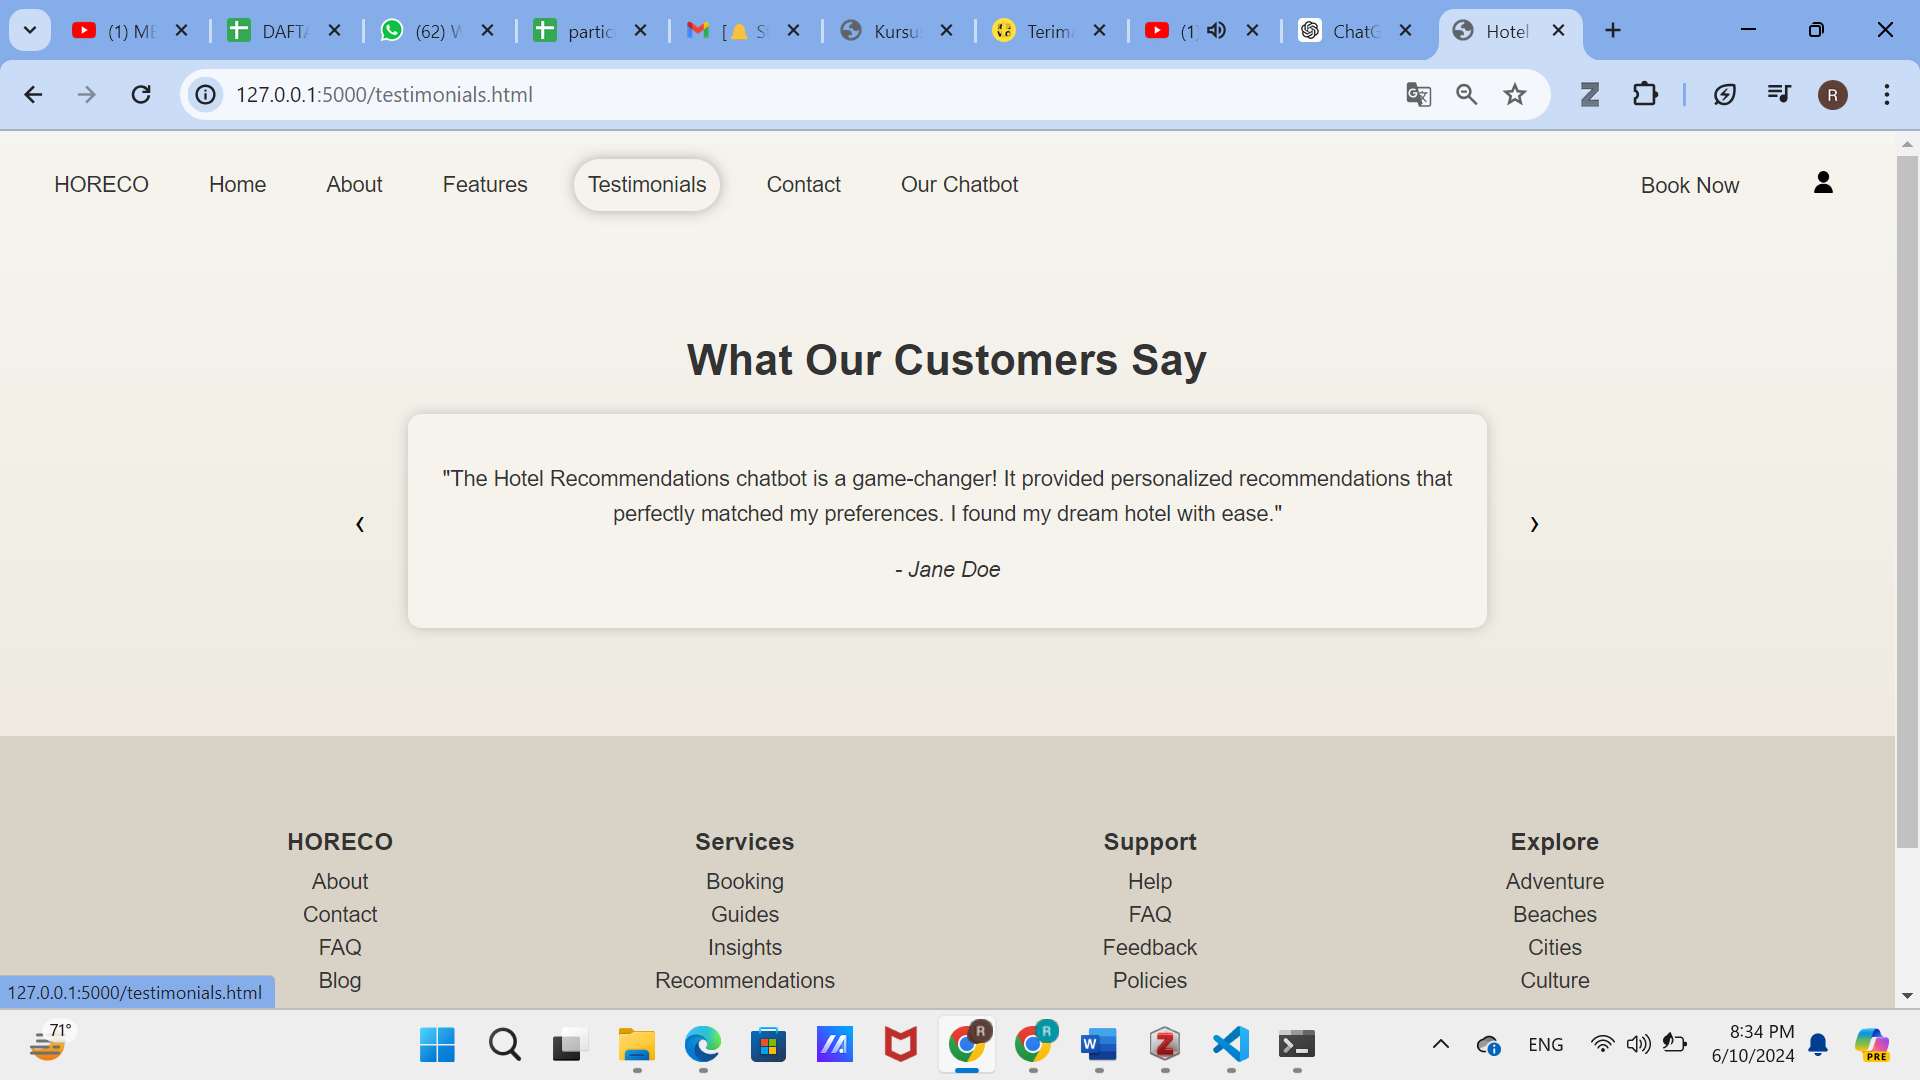 (1) ME
DAFTA
(62) W
partic
Kursu
Terima
(1)
ChatG
Hotel
127.0.0.1:5000/testimonials.html
R
HORECO
Home
About
Features
Testimonials
Contact
Our Chatbot
Book Now
What Our Customers Say
"The Hotel Recommendations chatbot is a game-changer! It provided personalized recommendations that
perfectly matched my preferences. I found my dream hotel with ease."
- Jane Doe
‹
›
HORECO
About
Contact
FAQ
Blog
Services
Booking
Guides
Insights
Recommendations
Support
Help
FAQ
Feedback
Policies
Explore
Adventure
Beaches
Cities
Culture
127.0.0.1:5000/testimonials.html
71°
R
R
ENG
8:34 PM
6/10/2024
PRE